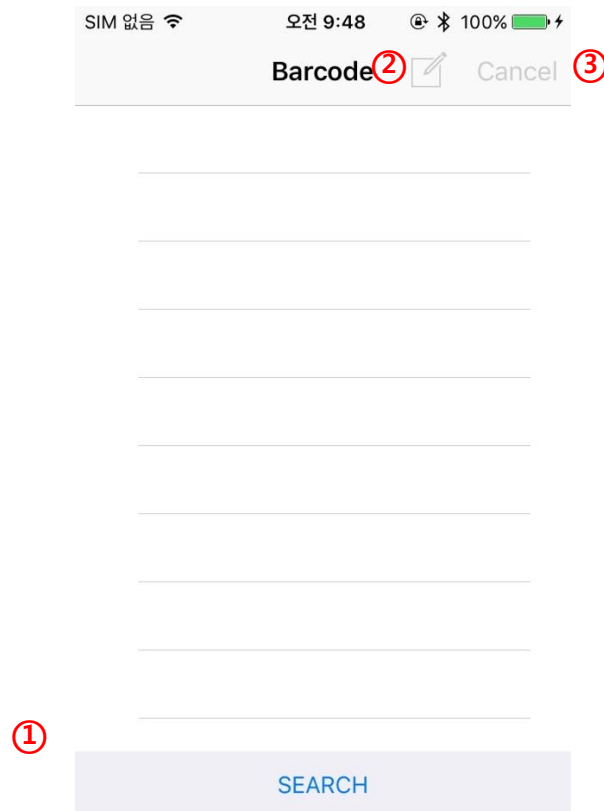 SIM 없음 오전 9:48 100%
Barcode ② Cancel ③
①
SEARCH